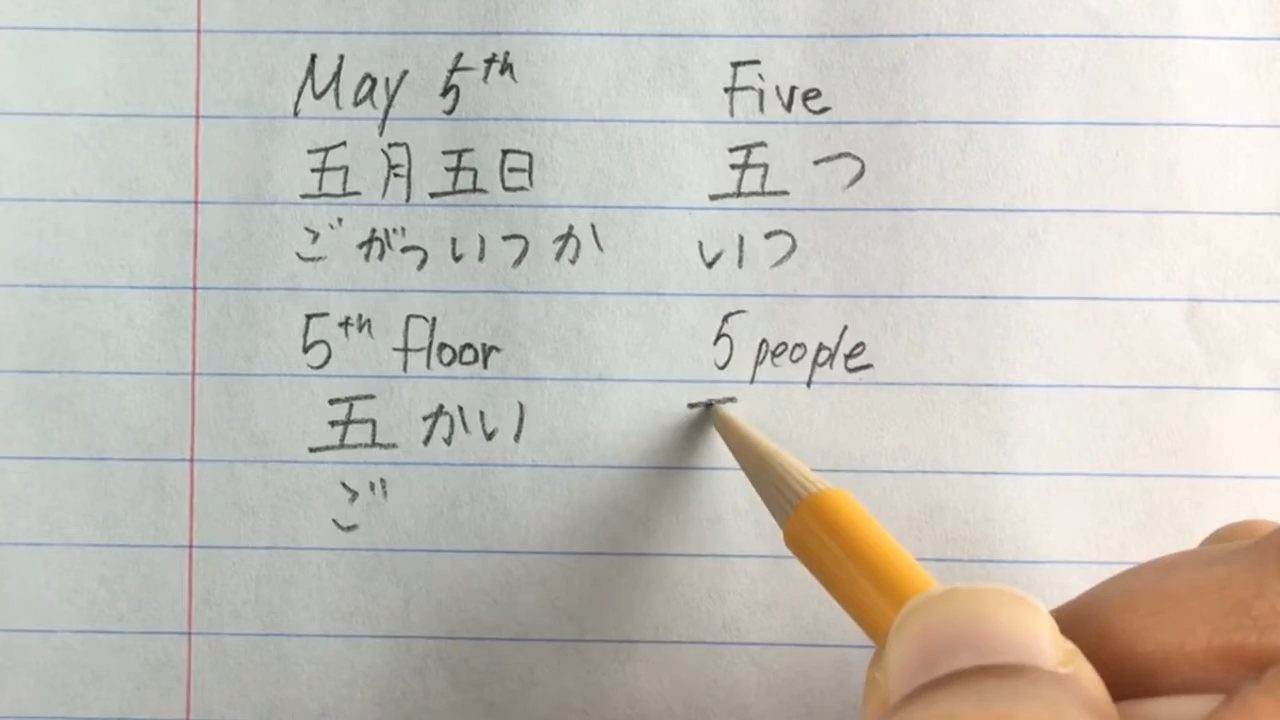 May 5th
五月五日
ごがついつか
Five
五つ
いつ
5th floor
五かい
ご
5 people